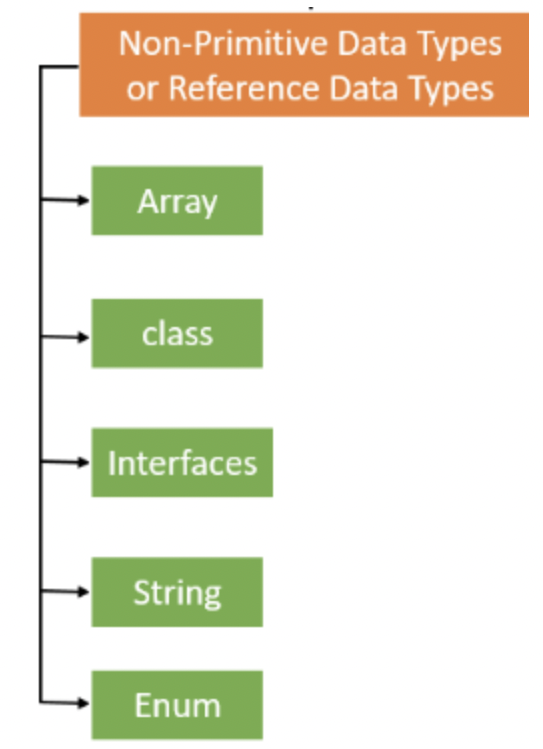 Non-Primitive Data Types
or Reference Data Types
Array
class
Interfaces
String
Enum